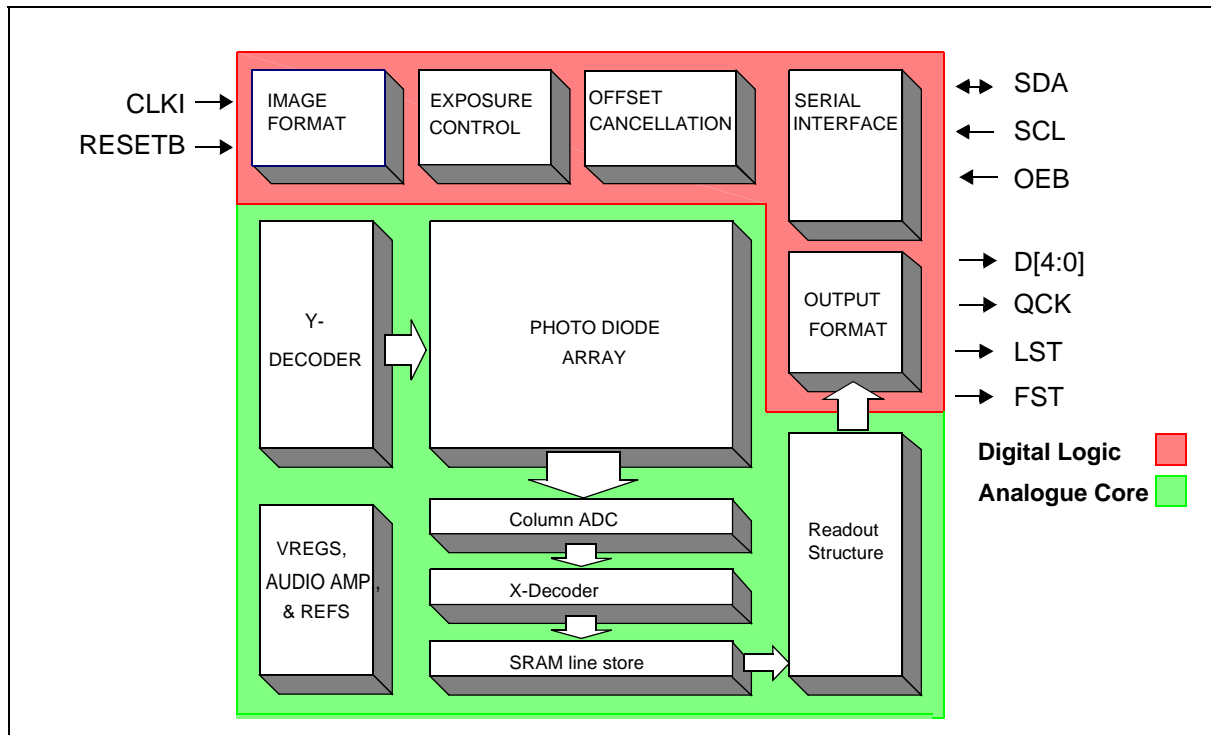 CLKI
RESETB
IMAGE
FORMAT
EXPOSURE
CONTROL
OFFSET
CANCELLATION
SERIAL
INTERFACE
SDA
SCL
OEB
Y-
DECODER
PHOTO DIODE
ARRAY
OUTPUT
FORMAT
D[4:0]
QCK
LST
FST
Digital Logic
Analogue Core
VREGS,
AUDIO AMP.,
& REFS
Column ADC
X-Decoder
SRAM line store
Readout
Structure